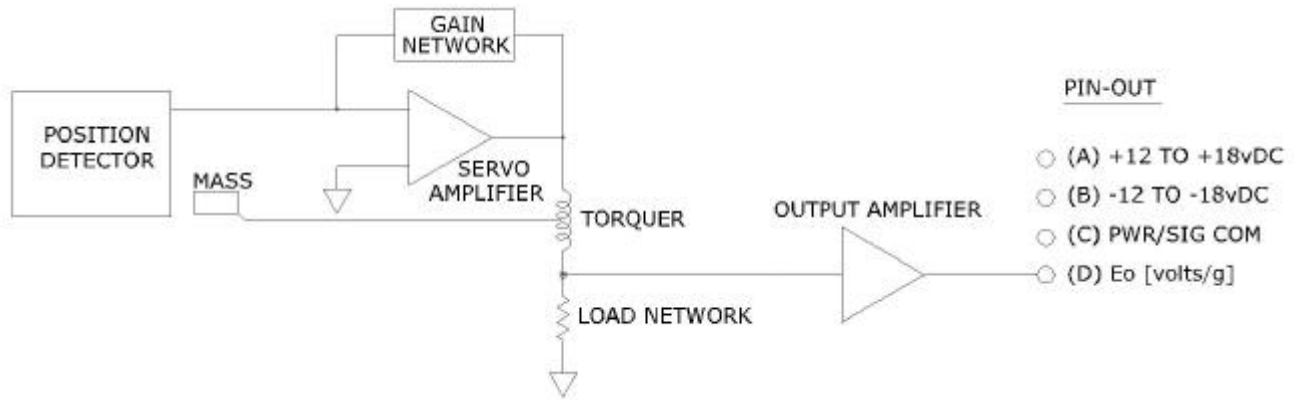 GAIN
NETWORK
PIN-OUT
POSITION
DETECTOR
(A) +12 TO +18vDC
SERVO
AMPLIFIER
MASS
(B) -12 TO -18vDC
OUTPUT AMPLIFIER
TORQUER
(C) PWR/SIG COM
(D) Eo [volts/g]
LOAD NETWORK